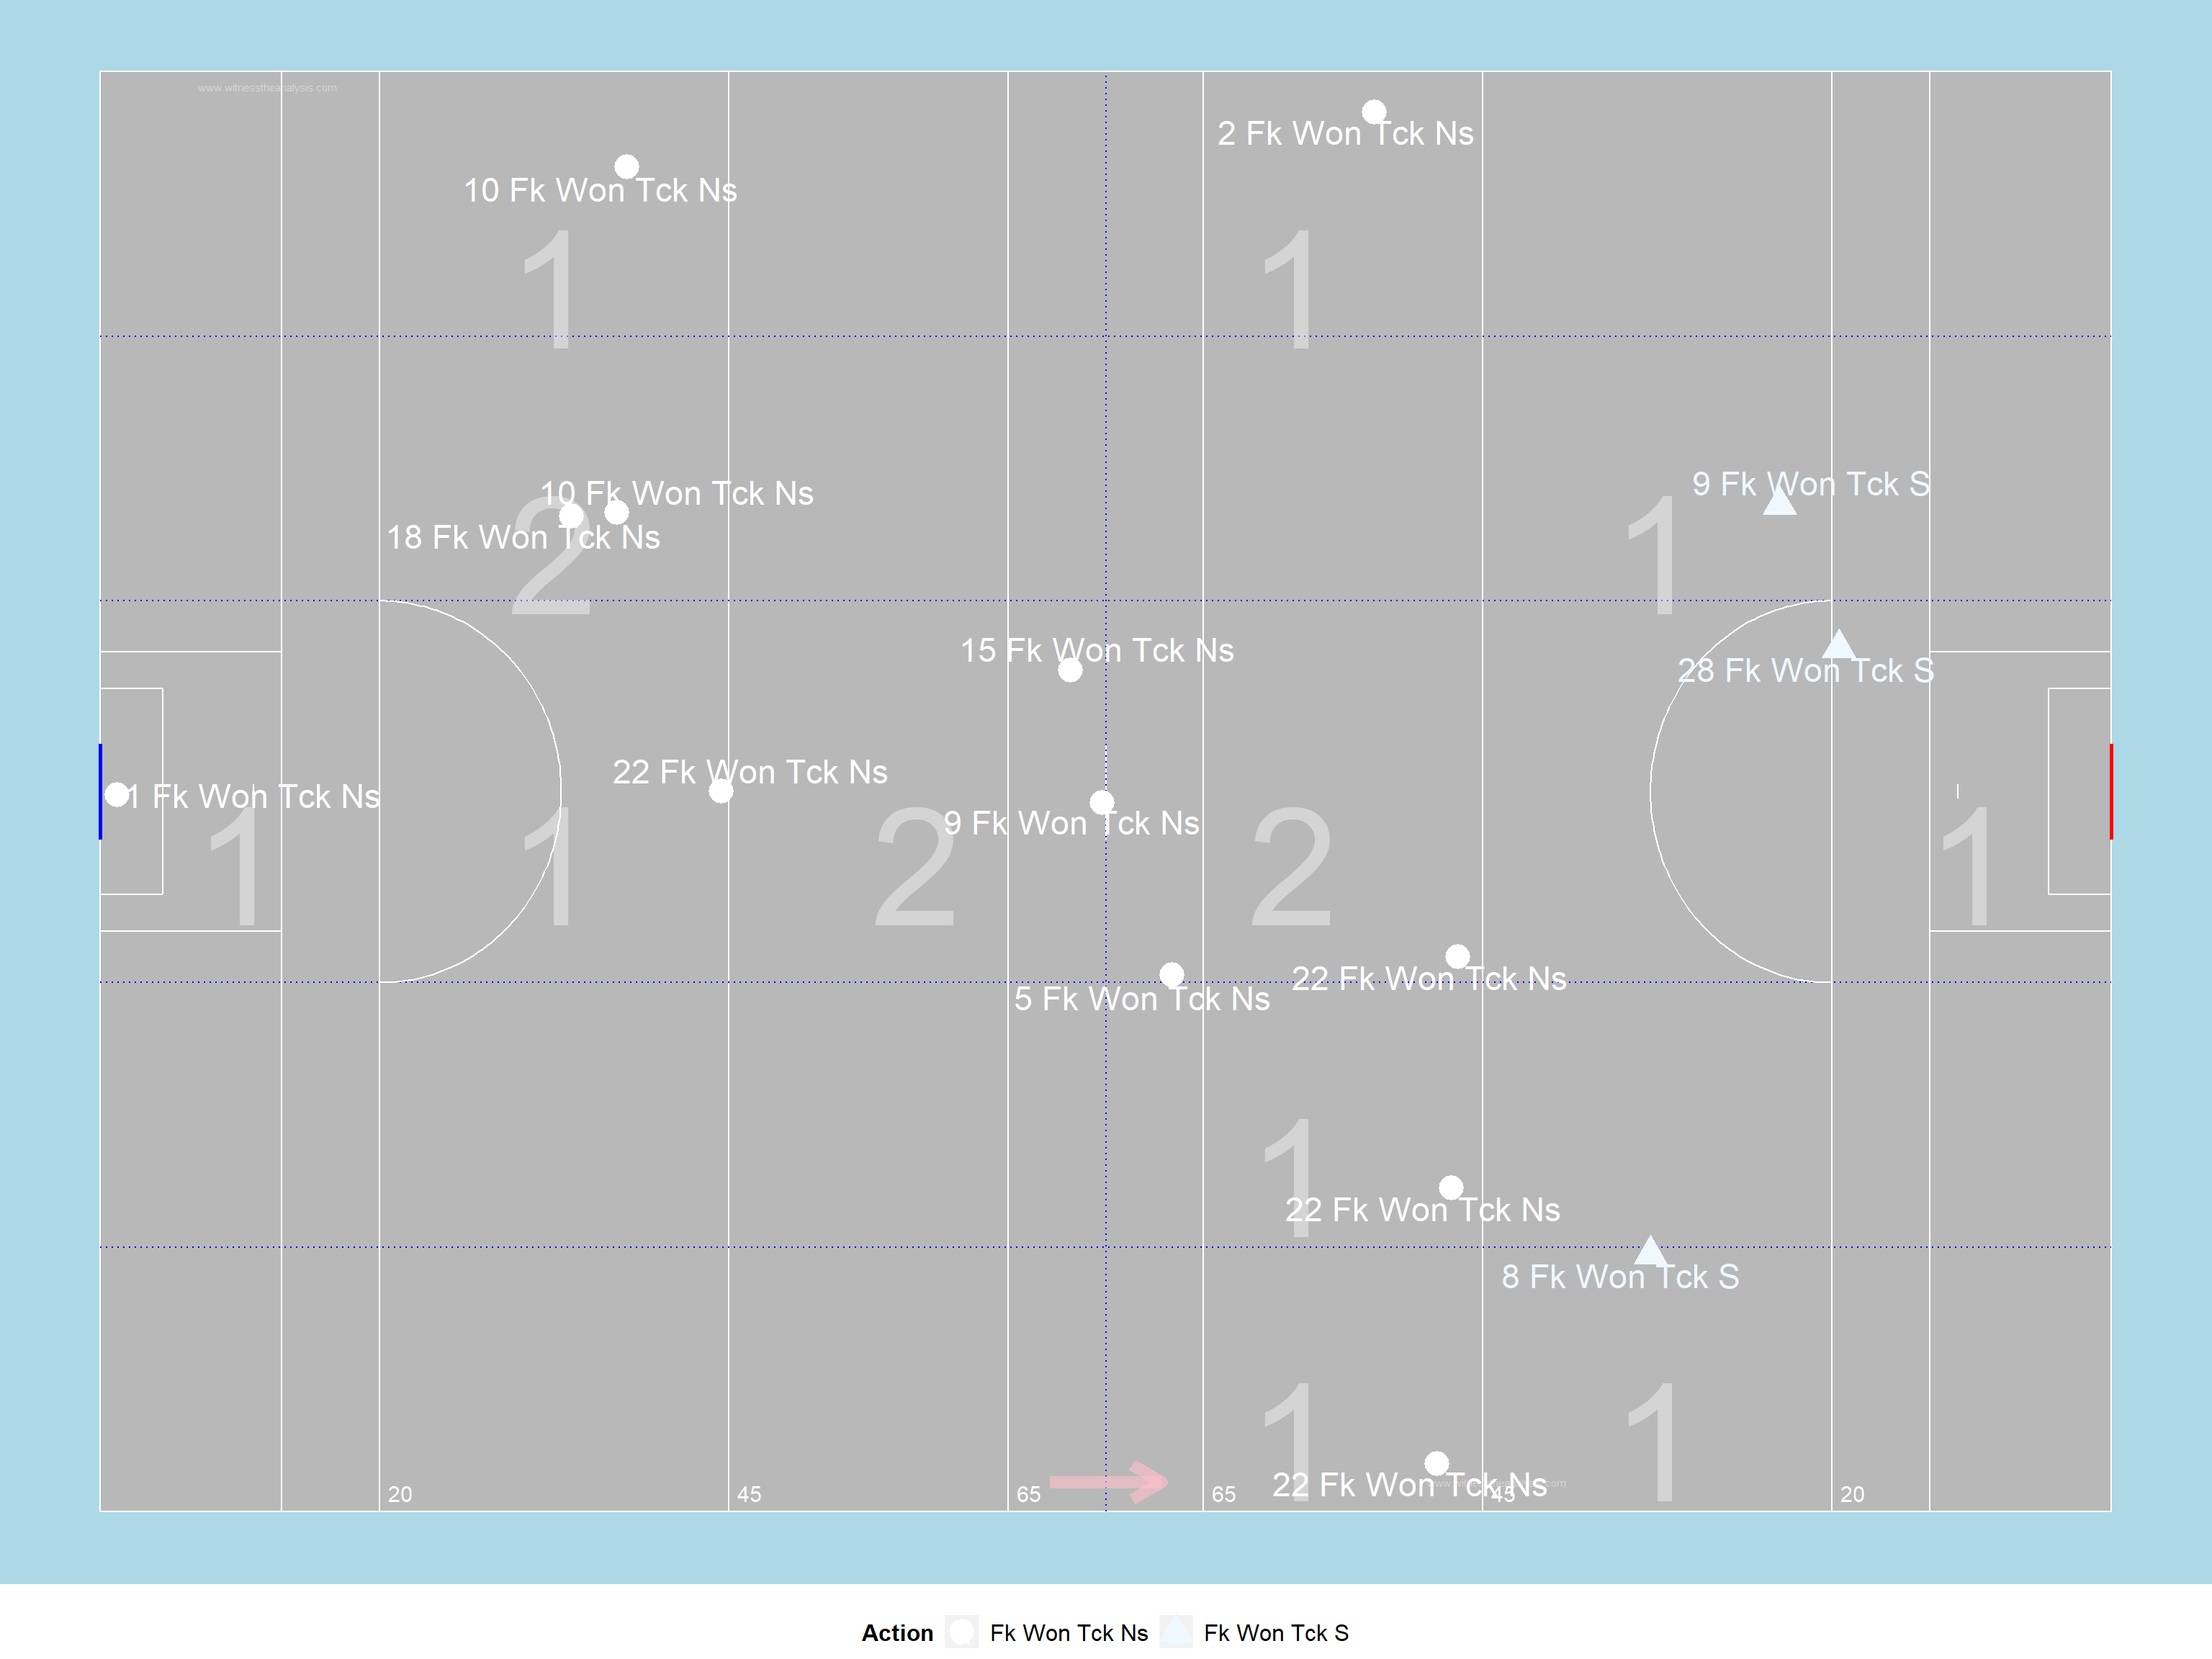 www.witnesstheanalysis.com
2 Fk Won Tck Ns
10 Fk Won Tck Ns
1
1
9 Fk Won Tck S
10 Fk Won Tck Ns
18 Fk Won Tck Ns
2
1
15 Fk Won Tck Ns
28 Fk Won Tck S
22 Fk Won Tck Ns
1 Fk Won Tck Ns
9 Fk Won Tck Ns
1
1
2
2
1
22 Fk Won Tck Ns
5 Fk Won Tck Ns
1
22 Fk Won Tck Ns
8 Fk Won Tck S
1
1
22 Fk Won Tck Ns
www.witnesstheanalysis.com
20
45
65
65
45
20
Action
Fk Won Tck Ns
Fk Won Tck S